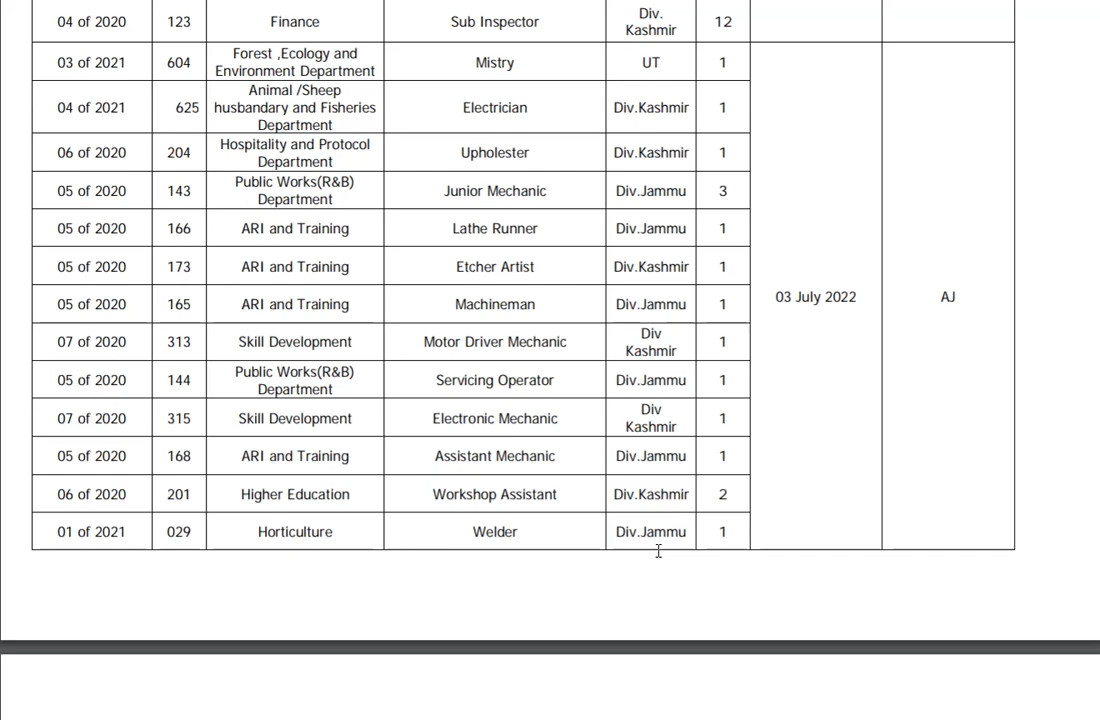 04 of 2020 123 Finance Sub Inspector Div. Kashmir 12
03 of 2021 604 Forest ,Ecology and Environment Department Mistry UT 1
04 of 2021 625 Animal /Sheep husbandary and Fisheries Department Electrician Div.Kashmir 1
06 of 2020 204 Hospitality and Protocol Department Upholester Div.Kashmir 1
05 of 2020 143 Public Works(R&B) Department Junior Mechanic Div.Jammu 3
05 of 2020 166 ARI and Training Lathe Runner Div.Jammu 1
05 of 2020 173 ARI and Training Etcher Artist Div.Kashmir 1
03 July 2022 AJ
05 of 2020 165 ARI and Training Machineman Div.Jammu 1
07 of 2020 313 Skill Development Motor Driver Mechanic Div Kashmir 1
05 of 2020 144 Public Works(R&B) Department Servicing Operator Div.Jammu 1
07 of 2020 315 Skill Development Electronic Mechanic Div Kashmir 1
05 of 2020 168 ARI and Training Assistant Mechanic Div.Jammu 1
06 of 2020 201 Higher Education Workshop Assistant Div.Kashmir 2
01 of 2021 029 Horticulture Welder Div.Jammu 1